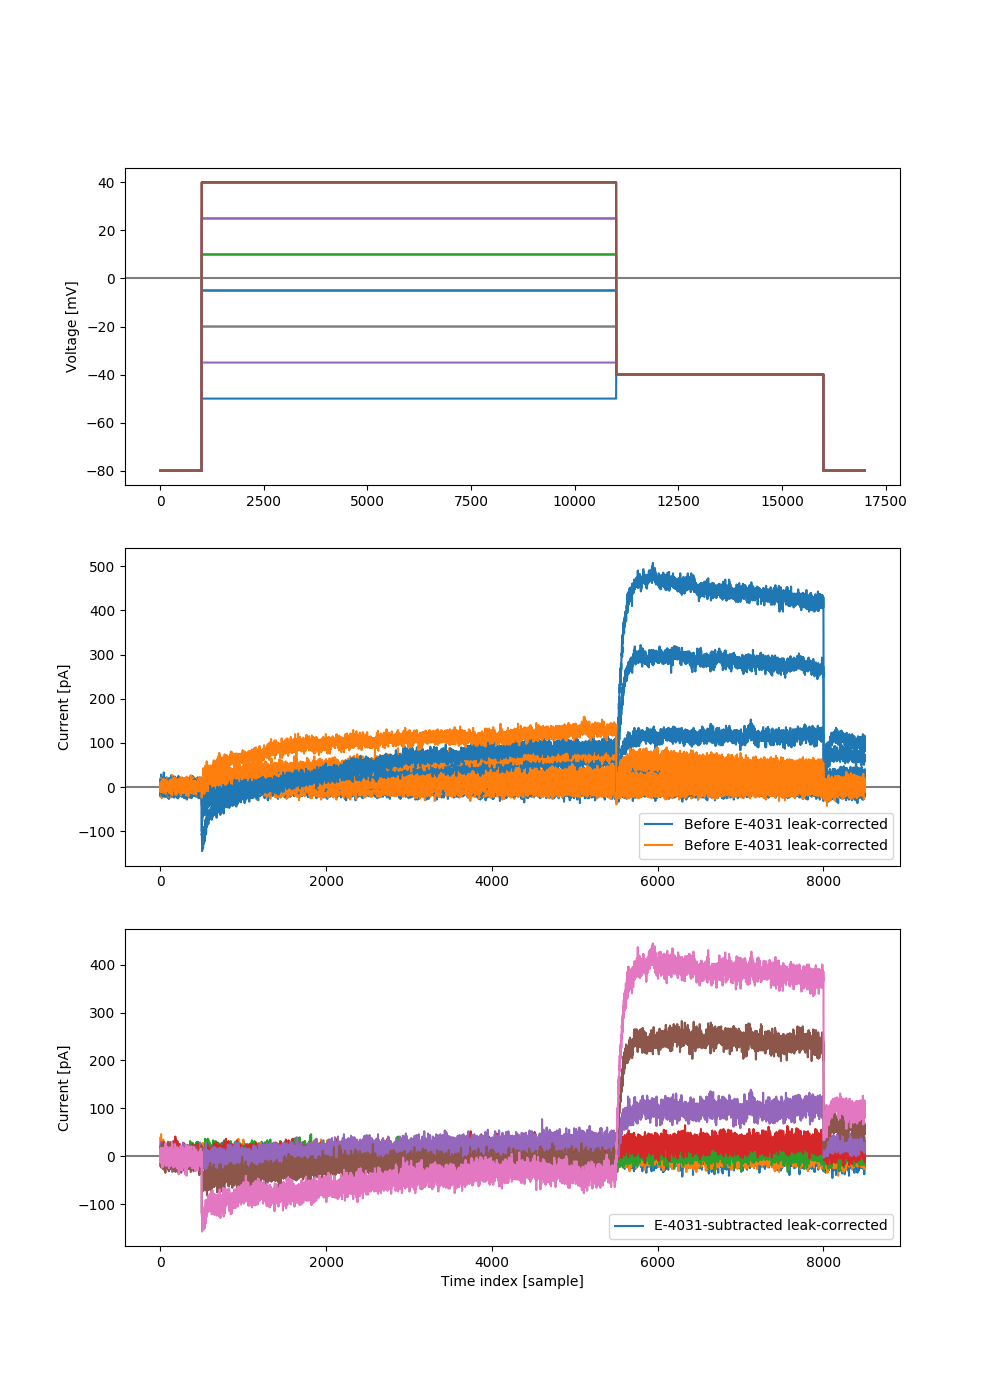 40
20
0
−20
−40
−60
−80
Voltage [mV]
0 2500 5000 7500 10000 12500 15000 17500
500
400
300
200
100
0
−100
Current [pA]
Before E-4031 leak-corrected
Before E-4031 leak-corrected
0 2000 4000 6000 8000
400
300
200
100
0
−100
Current [pA]
E-4031-subtracted leak-corrected
0 2000 4000 6000 8000
Time index [sample]